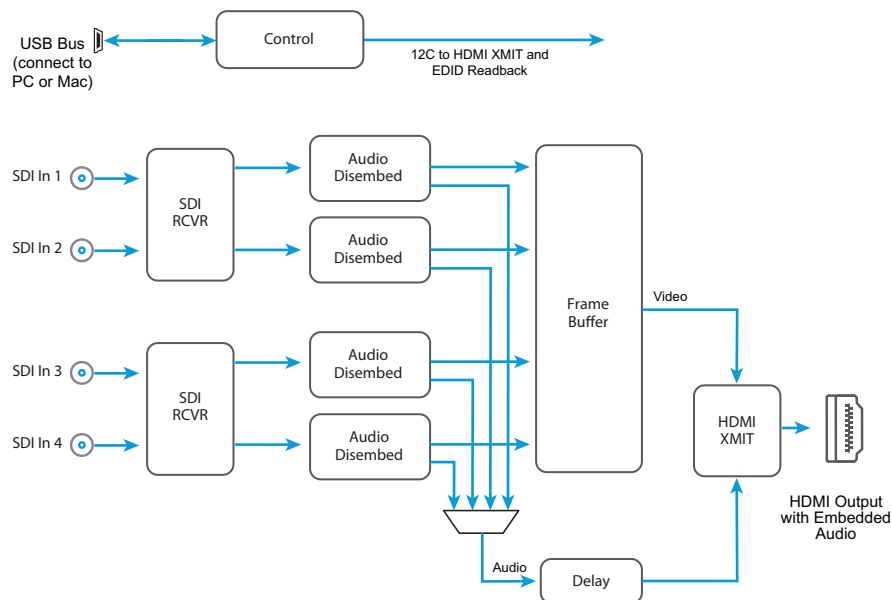 USB Bus
(connect to
PC or Mac)
Control
12C to HDMI XMIT and
EDID Readback
SDI In 1
SDI In 2
SDI
RCVR
Audio
Disembed
Audio
Disembed
SDI In 3
SDI In 4
SDI
RCVR
Audio
Disembed
Audio
Disembed
Frame
Buffer
Video
HDMI
XMIT
HDMI Output
with Embedded
Audio
Audio
Delay